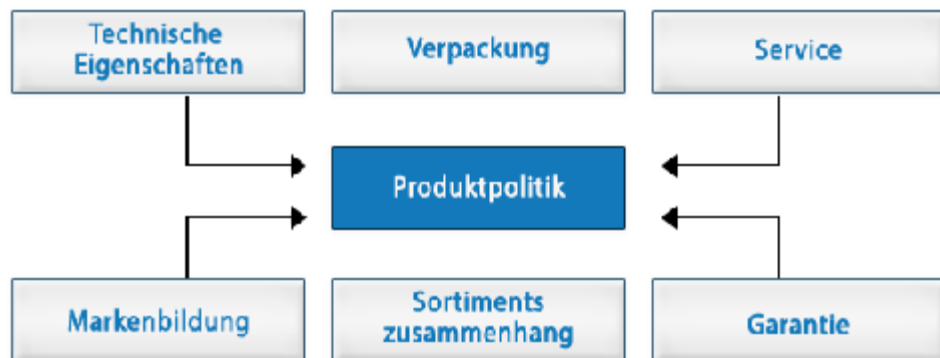 Technische
Eigenschaften
Verpackung
Service
Produktpolitik
Markenbildung
Sortiments
zusammenhang
Garantie